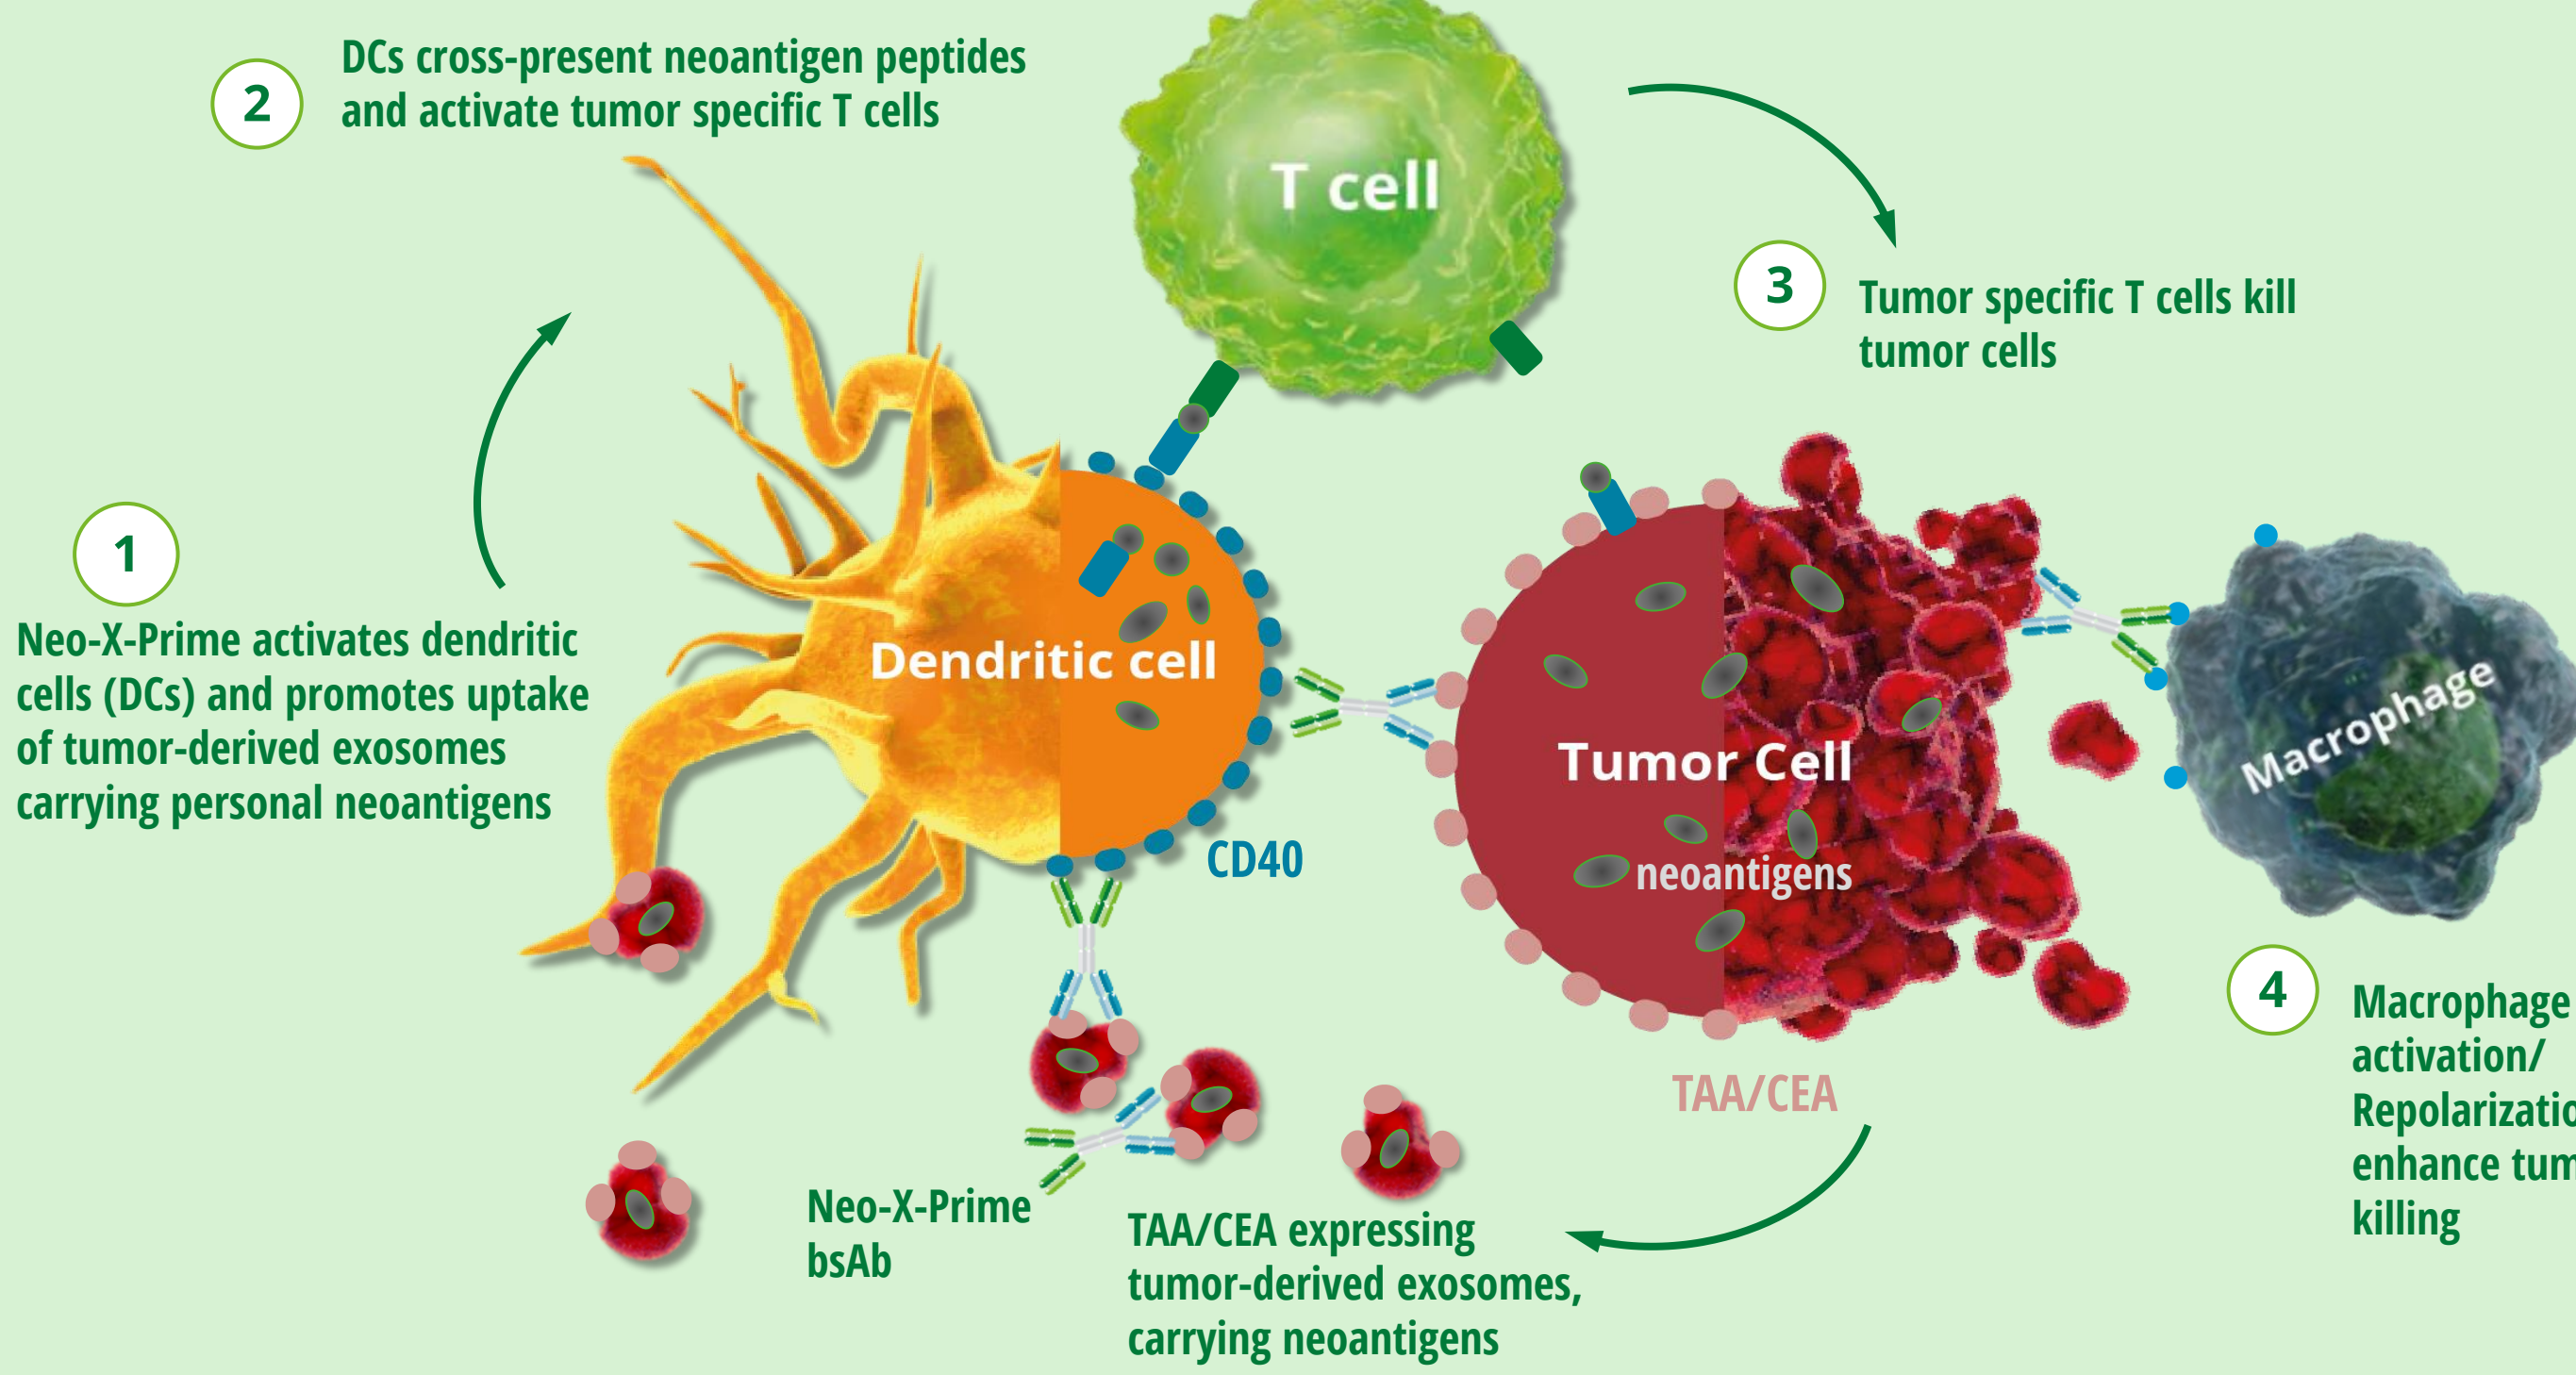 2
DCs cross-present neoantigen peptides
and activate tumor specific T cells
T cell
3
Tumor specific T cells kill
tumor cells
1
Neo-X-Prime activates dendritic
cells (DCs) and promotes uptake
of tumor-derived exosomes
carrying personal neoantigens
Dendritic cell
CD40
Tumor Cell
neoantigens
TAA/CEA
Macrophage
4
Macrophage
activation/
enhance
killing
Neo-X-Prime
bsAb
TAA/CEA expressing
tumor-derived exosomes,
carrying neoantigens